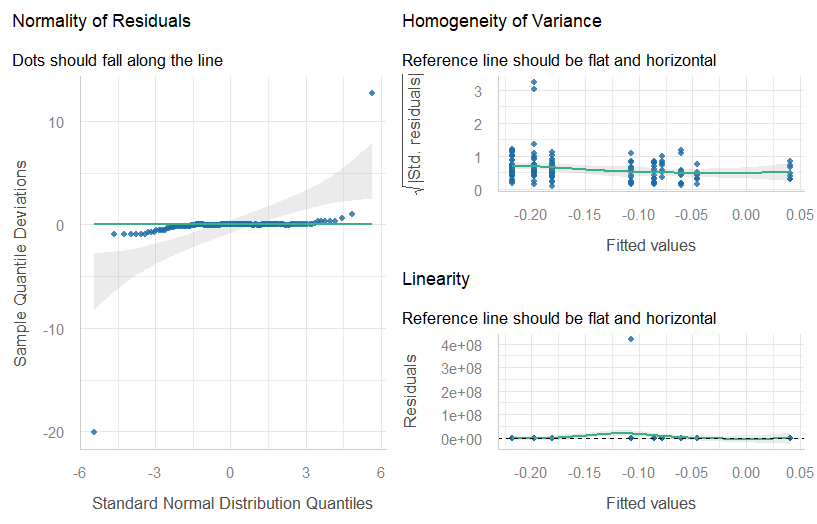 Normality of Residuals
Dots should fall along the line
Sample Quantile Deviations
10
0
-10
-20
-6
-3
0
3
6
Standard Normal Distribution Quantiles
Homogeneity of Variance
Reference line should be flat and horizontal
√|Std. residuals|
3
2
1
0
-0.20
-0.15
-0.10
-0.05
0.00
0.05
Fitted values
Linearity
Reference line should be flat and horizontal
Residuals
4e+08
3e+08
2e+08
1e+08
0e+00
-0.20
-0.15
-0.10
-0.05
0.00
0.05
Fitted values